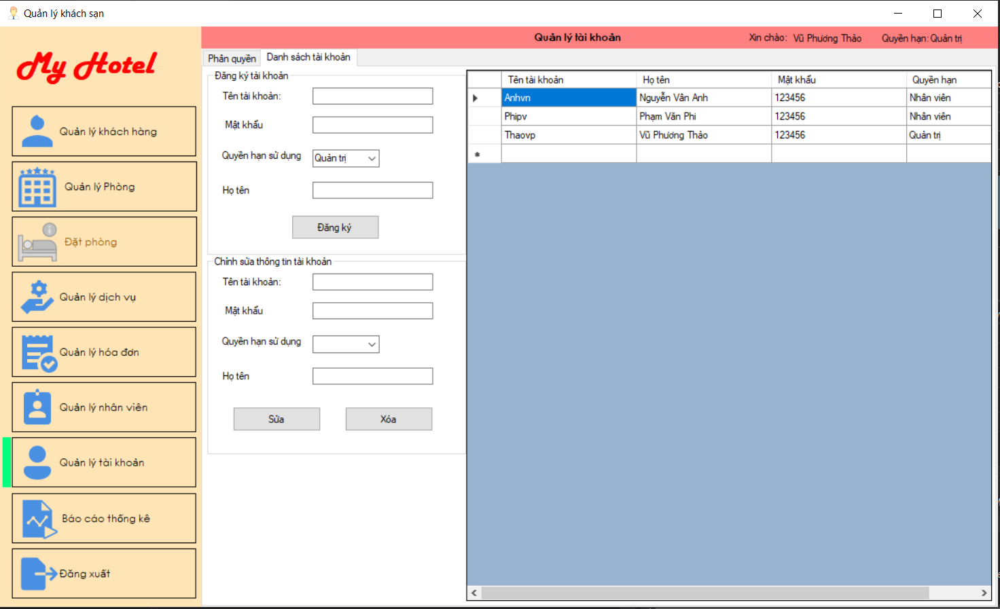 Quản lý khách sạn
My Hotel
Quản lý khách hàng
Quản lý Phòng
Đặt phòng
Quản lý dịch vụ
Quản lý hóa đơn
Quản lý nhân viên
Quản lý tài khoản
Báo cáo thống kê
Đăng xuất
Quản lý tài khoản
Xin chào: Vũ Phương Thảo
Quyền hạn: Quản trị
Phân quyền
Danh sách tài khoản
Đăng ký tài khoản
Tên tài khoản:
Mật khẩu
Quyền hạn sử dụng Quản trị
Họ tên
Đăng ký
Chỉnh sửa thông tin tài khoản
Tên tài khoản:
Mật khẩu
Quyền hạn sử dụng
Họ tên
Sửa
Xóa
Tên tài khoản Họ tên Mật khẩu Quyền hạn
Anhvn Nguyễn Vân Anh 123456 Nhân viên
Phipv Phạm Văn Phi 123456 Nhân viên
Thaovp Vũ Phương Thảo 123456 Quản trị